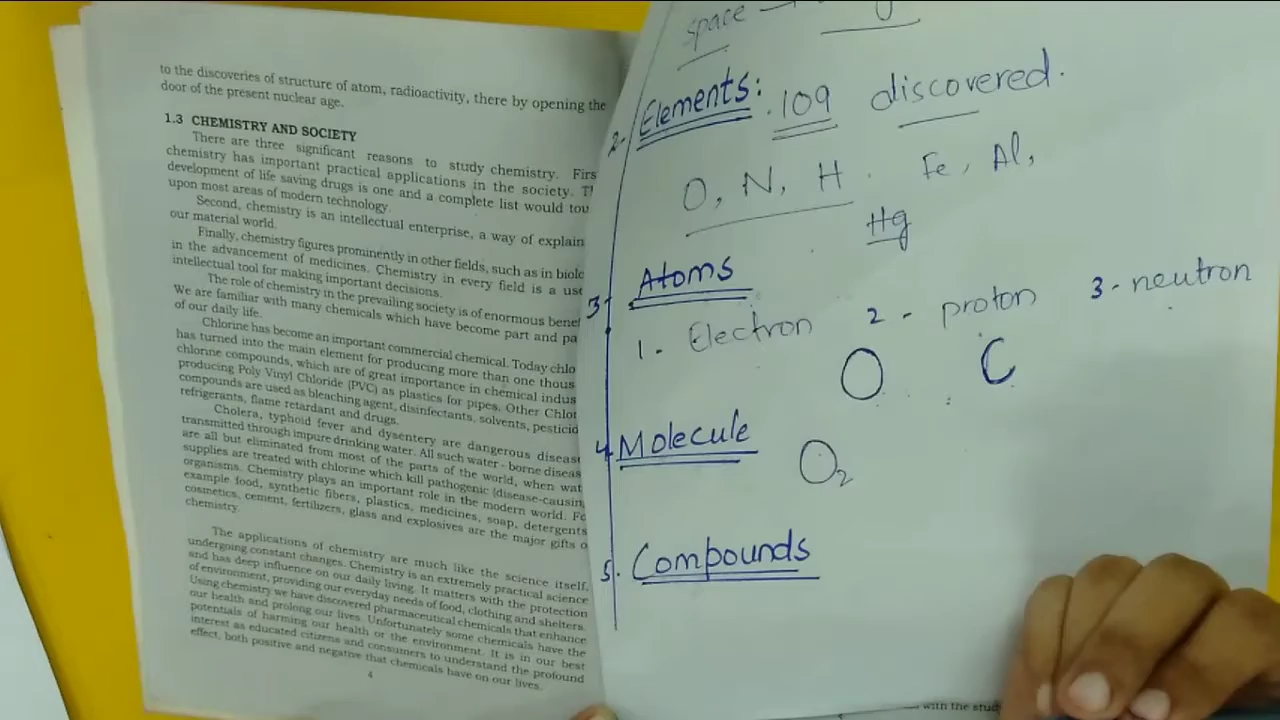 to the discoveries of structure of atom, radioactivity, there by opening the
door of the present nuclear age.
1.3 CHEMISTRY AND SOCIETY
There are three significant reasons to study chemistry. Firs
chemistry has important practical applications in the society. Th
development of life saving drugs is one and a complete list would tou
upon most areas of modern technology.
Second, chemistry is an intellectual enterprise, a way of explain
our material world.
Finally, chemistry figures prominently in other fields, such as in biolo
in the advancement of medicines. Chemistry in every field is a use
intellectual tool for making important decisions.
The role of chemistry in the prevailing society is of enormous benef
We are familiar with many chemicals which have become part and pa
of our daily life.
Chlorine has become an important commercial chemical. Today chlo
has turned into the main element for producing more than one thous
chlorine compounds, which are of great importance in chemical indus
producing Poly Vinyl Chloride (PVC) as plastics for pipes. Other Chlor
compounds are used as bleaching agent, disinfectants, solvents, pesticid
refrigerants, flame retardant and drugs.
Cholera, typhoid fever and dysentery are dangerous diseas
transmitted through impure drinking water. All such water - borne diseas
are all but eliminated from most of the parts of the world, when wat
supplies are treated with chlorine which kill pathogenic (disease-causin
organisms. Chemistry plays an important role in the modern world. Fo
example food, synthetic fibers, plastics, medicines, soap, detergents
cosmetics, cement, fertilizers, glass and explosives are the major gifts o
chemistry.
The applications of chemistry are much like the science itself,
undergoing constant changes. Chemistry is an extremely practical science
and has deep influence on our daily living. It matters with the protection
of environment, providing our everyday needs of food, clothing and shelters.
Using chemistry we have discovered pharmaceutical chemicals that enhance
our health and prolong our lives. Unfortunately some chemicals have the
potentials of harming our health or the environment. It is in our best
interest as educated citizens and consumers to understand the profound
effect, both positive and negative that chemicals have on our lives.
4
space
2. Elements: 109 discovered.
O, N, H. Fe, Al,
Hg
3. Atoms
1. Electron 2 - proton 3 - neutron
O C
4. Molecule O2
5. Compounds
with the stud